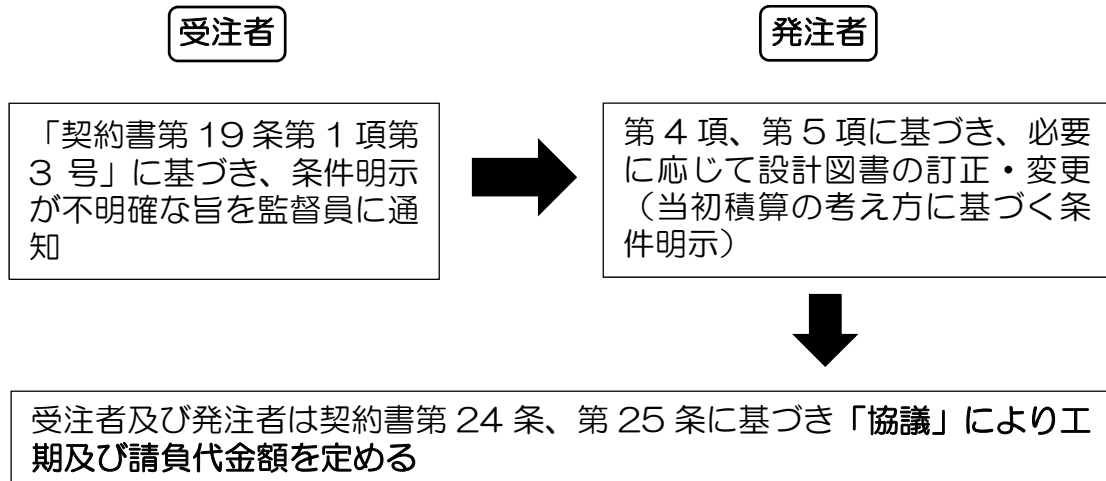 受注者
発注者
「契約書第 19 条第 1 項第
3 号」に基づき、条件明示
が不明確な旨を監督員に通
知
第 4 項、第 5 項に基づき、必要
に応じて設計図書の訂正・変更
（当初積算の考え方に基づく条
件明示）
受注者及び発注者は契約書第 24 条、第 25 条に基づき「協議」により工
期及び請負代金額を定める